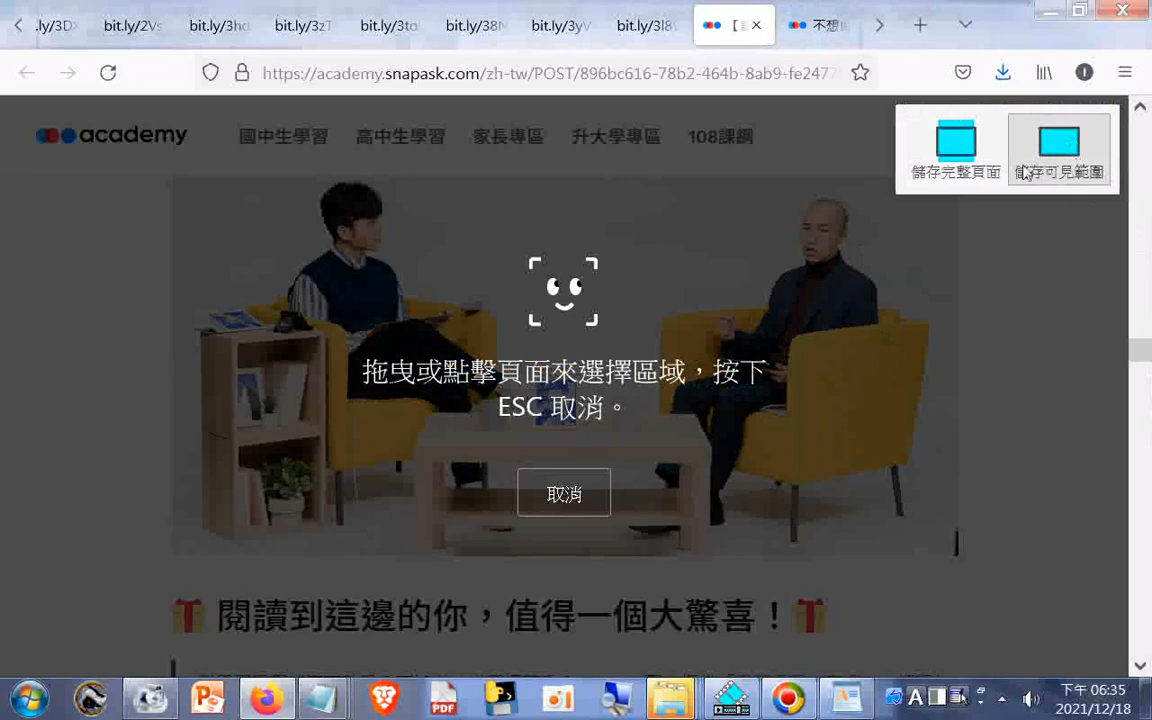 .ly/3D
bit.ly/2Vs
bit.ly/3hd
bit.ly/3zT
bit.ly/3to
bit.ly/38N
bit.ly/3yV
bit.ly/3l8
不想
https://academy.snapask.com/zh-tw/POST/896bc616-78b2-464b-8ab9-fe2477
academy
國中生學習
高中生學習
家長專區
升大學專區
108課綱
儲存完整頁面
儲存可見範圍
拖曳或點擊頁面來選擇區域，按下
ESC 取消。
取消
閱讀到這邊的你，值得一個大驚喜！
PDF
A
下午 06:35
2021/12/18